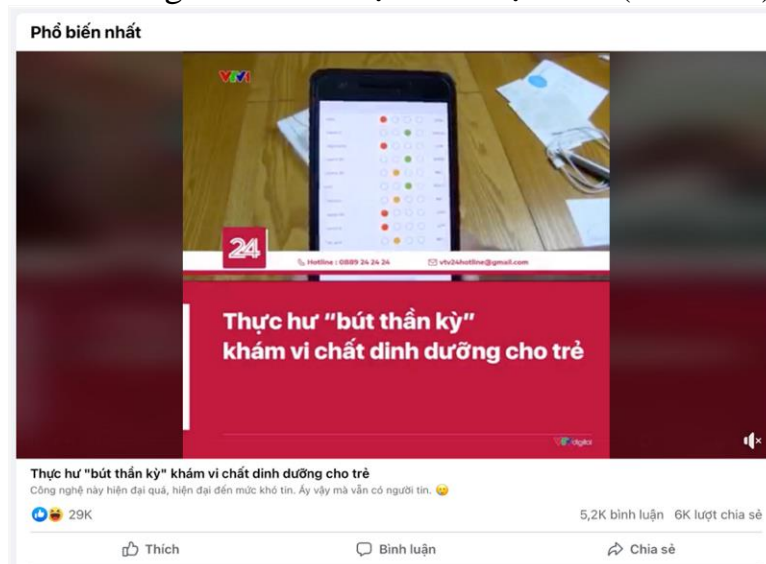 Phổ biến nhất
VTV1
24
Hotline : 0889 24 24 24
vtv24hotline@gmail.com
Thực hư “bút thần kỳ”
khám vi chất dinh dưỡng cho trẻ
VTV digital
Thực hư "bút thần kỳ" khám vi chất dinh dưỡng cho trẻ
Công nghệ này hiện đại quá, hiện đại đến mức khó tin. Ấy vậy mà vẫn có người tin.
29K
5,2K bình luận 6K lượt chia sẻ
Thích
Bình luận
Chia sẻ